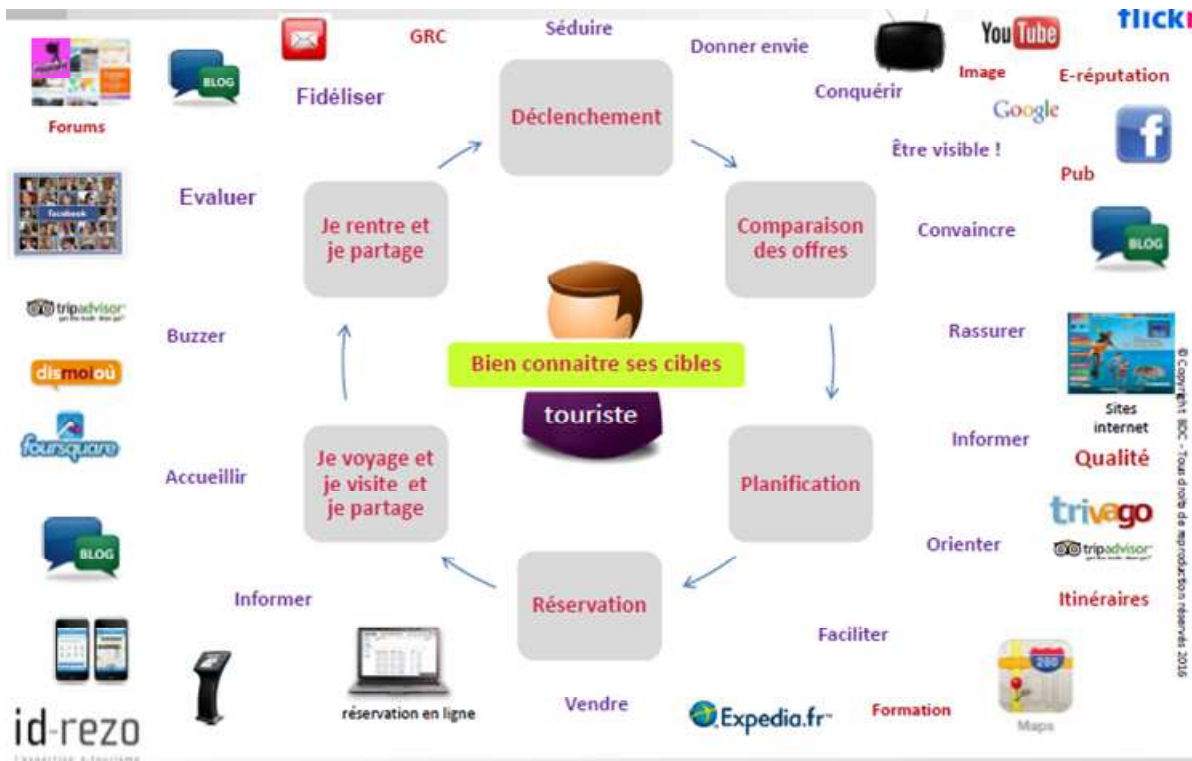 Séduire
GRC
Donner envie
YouTube
flickr
Image
E-réputation
BLOG
Fidéliser
Conquérir
Déclenchement
Google
Forums
Être visible !
Pub
Evaluer
facebook
Je rentre et
je partage
Comparaison
des offres
Convaincre
BLOG
tripadvisor
Buzzer
Rassurer
dismoioù
Bien connaitre ses cibles
touriste
Sites
internet
foursquare
Informer
Qualité
Accueillir
Je voyage et
je visite et
je partage
Planification
trivago
BLOG
Orienter
tripadvisor
Informer
Réservation
Itinéraires
Faciliter
280
réservation en ligne
Vendre
Expedia.fr
Formation
Maps
id-rezo
© Copyright IIDC - Tous droits de reproduction réservés 2016